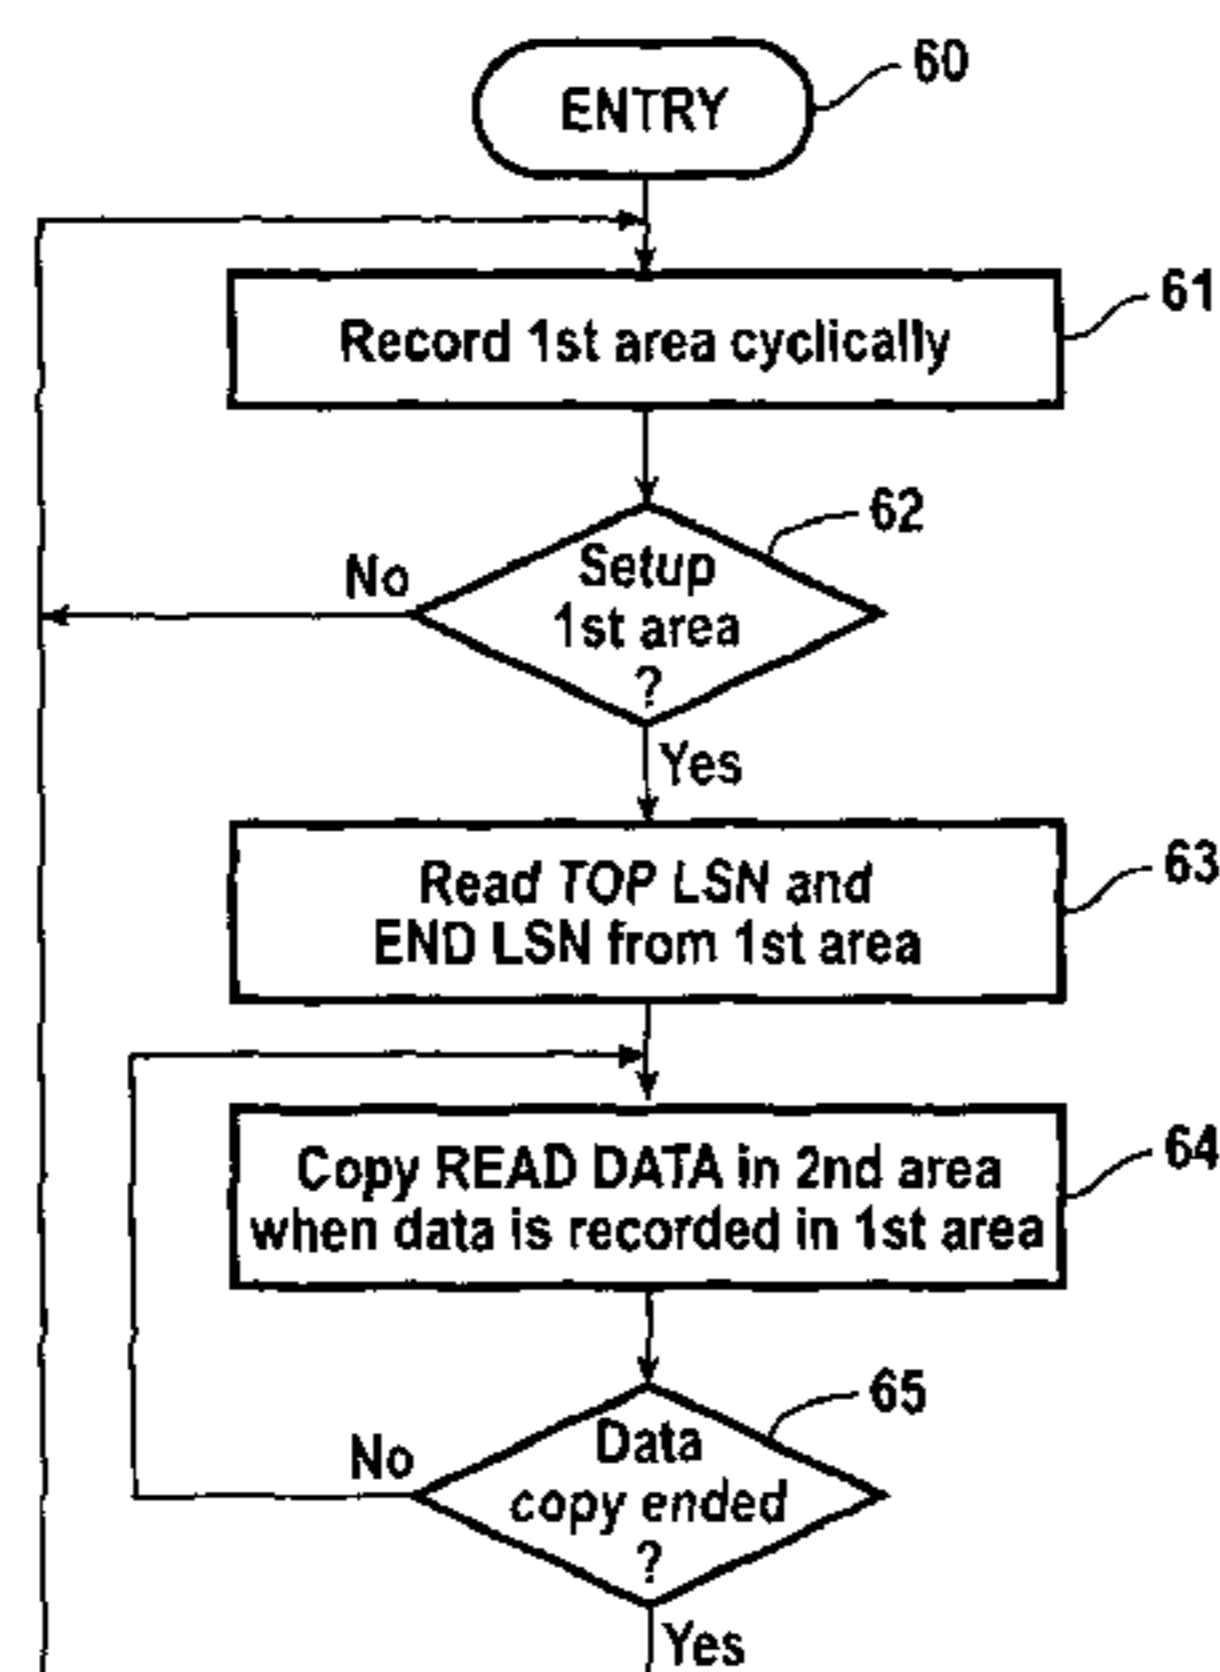 ENTRY
60
Record 1st area cyclically
61
62
Setup
1st area
?
No
Yes
Read TOP LSN and
END LSN from 1st area
63
Copy READ DATA in 2nd area
when data is recorded in 1st area
64
65
Data
copy ended
?
No
Yes